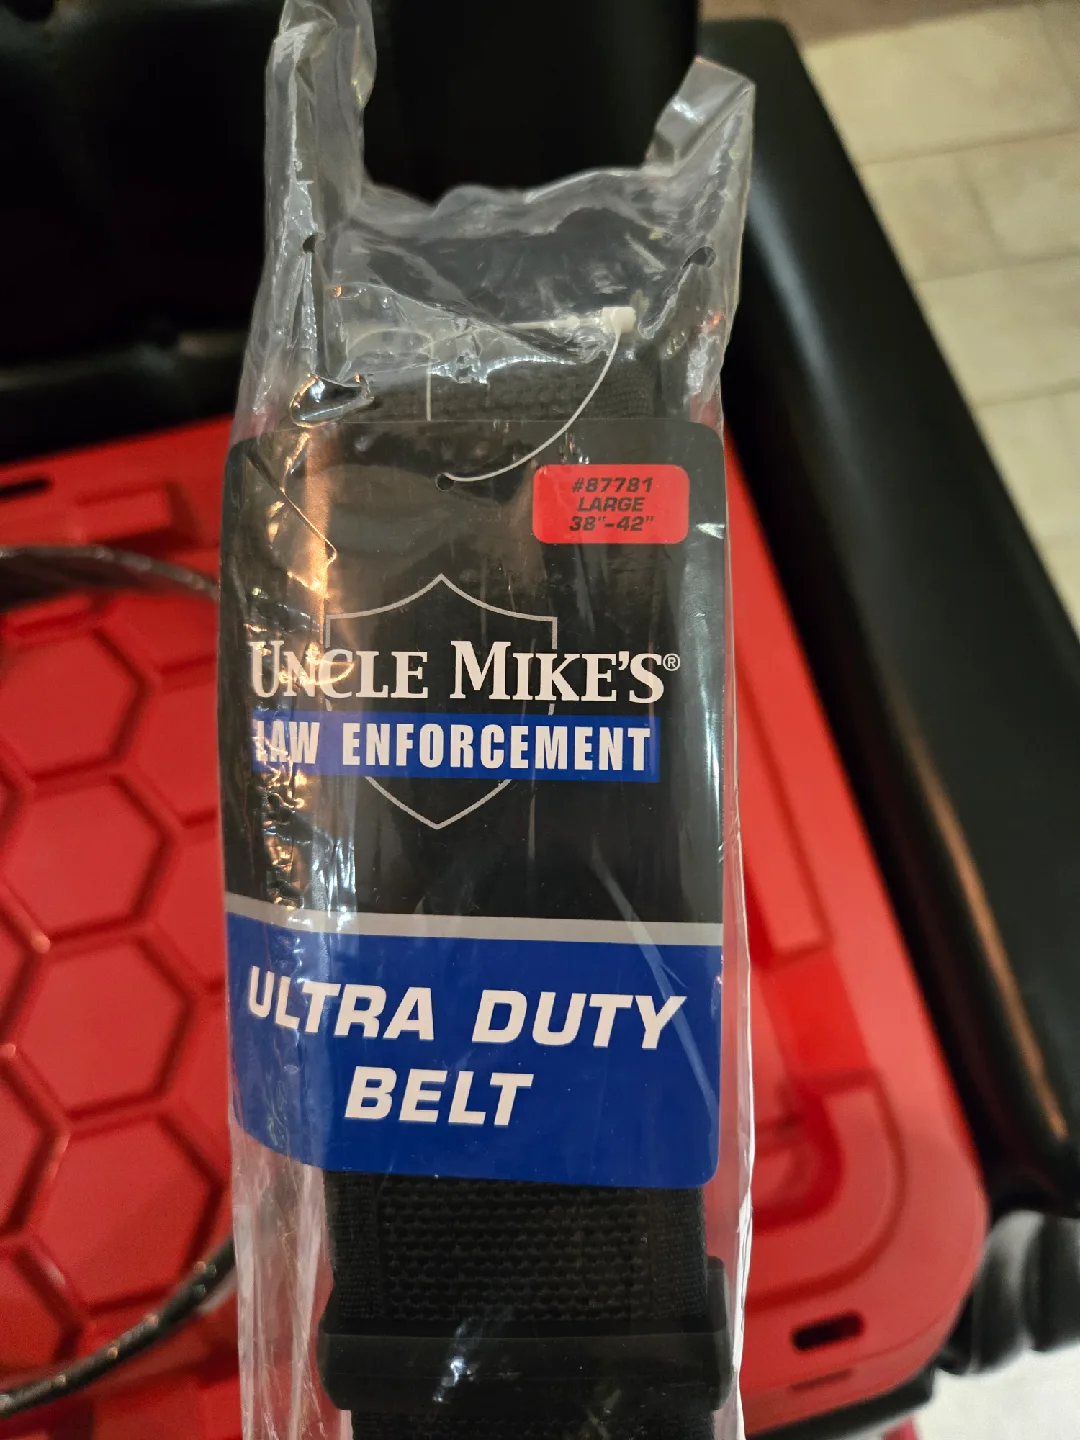 #87781
LARGE
38"-42"
UNCLE MIKE'S®
LAW ENFORCEMENT
ULTRA DUTY
BELT